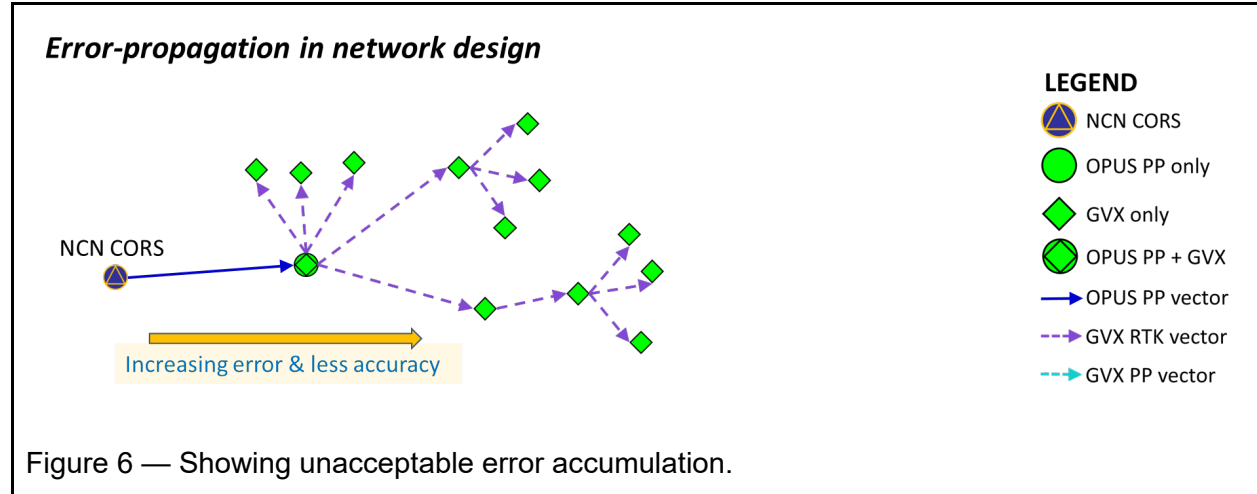 Error-propagation in network design
LEGEND
NCN CORS
OPUS PP only
GVX only
OPUS PP + GVX
OPUS PP vector
GVX RTK vector
GVX PP vector
NCN CORS
Increasing error & less accuracy
Figure 6 — Showing unacceptable error accumulation.